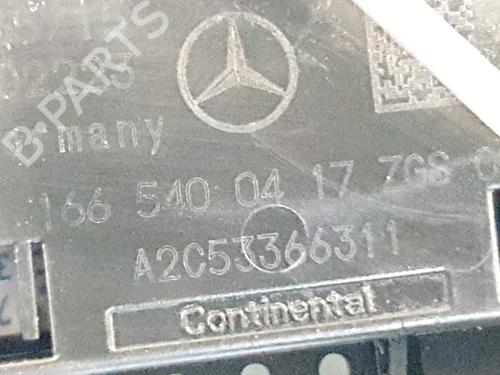 many
166 540 04 17 ZGS
A2C53366311
Continental
B-Parts